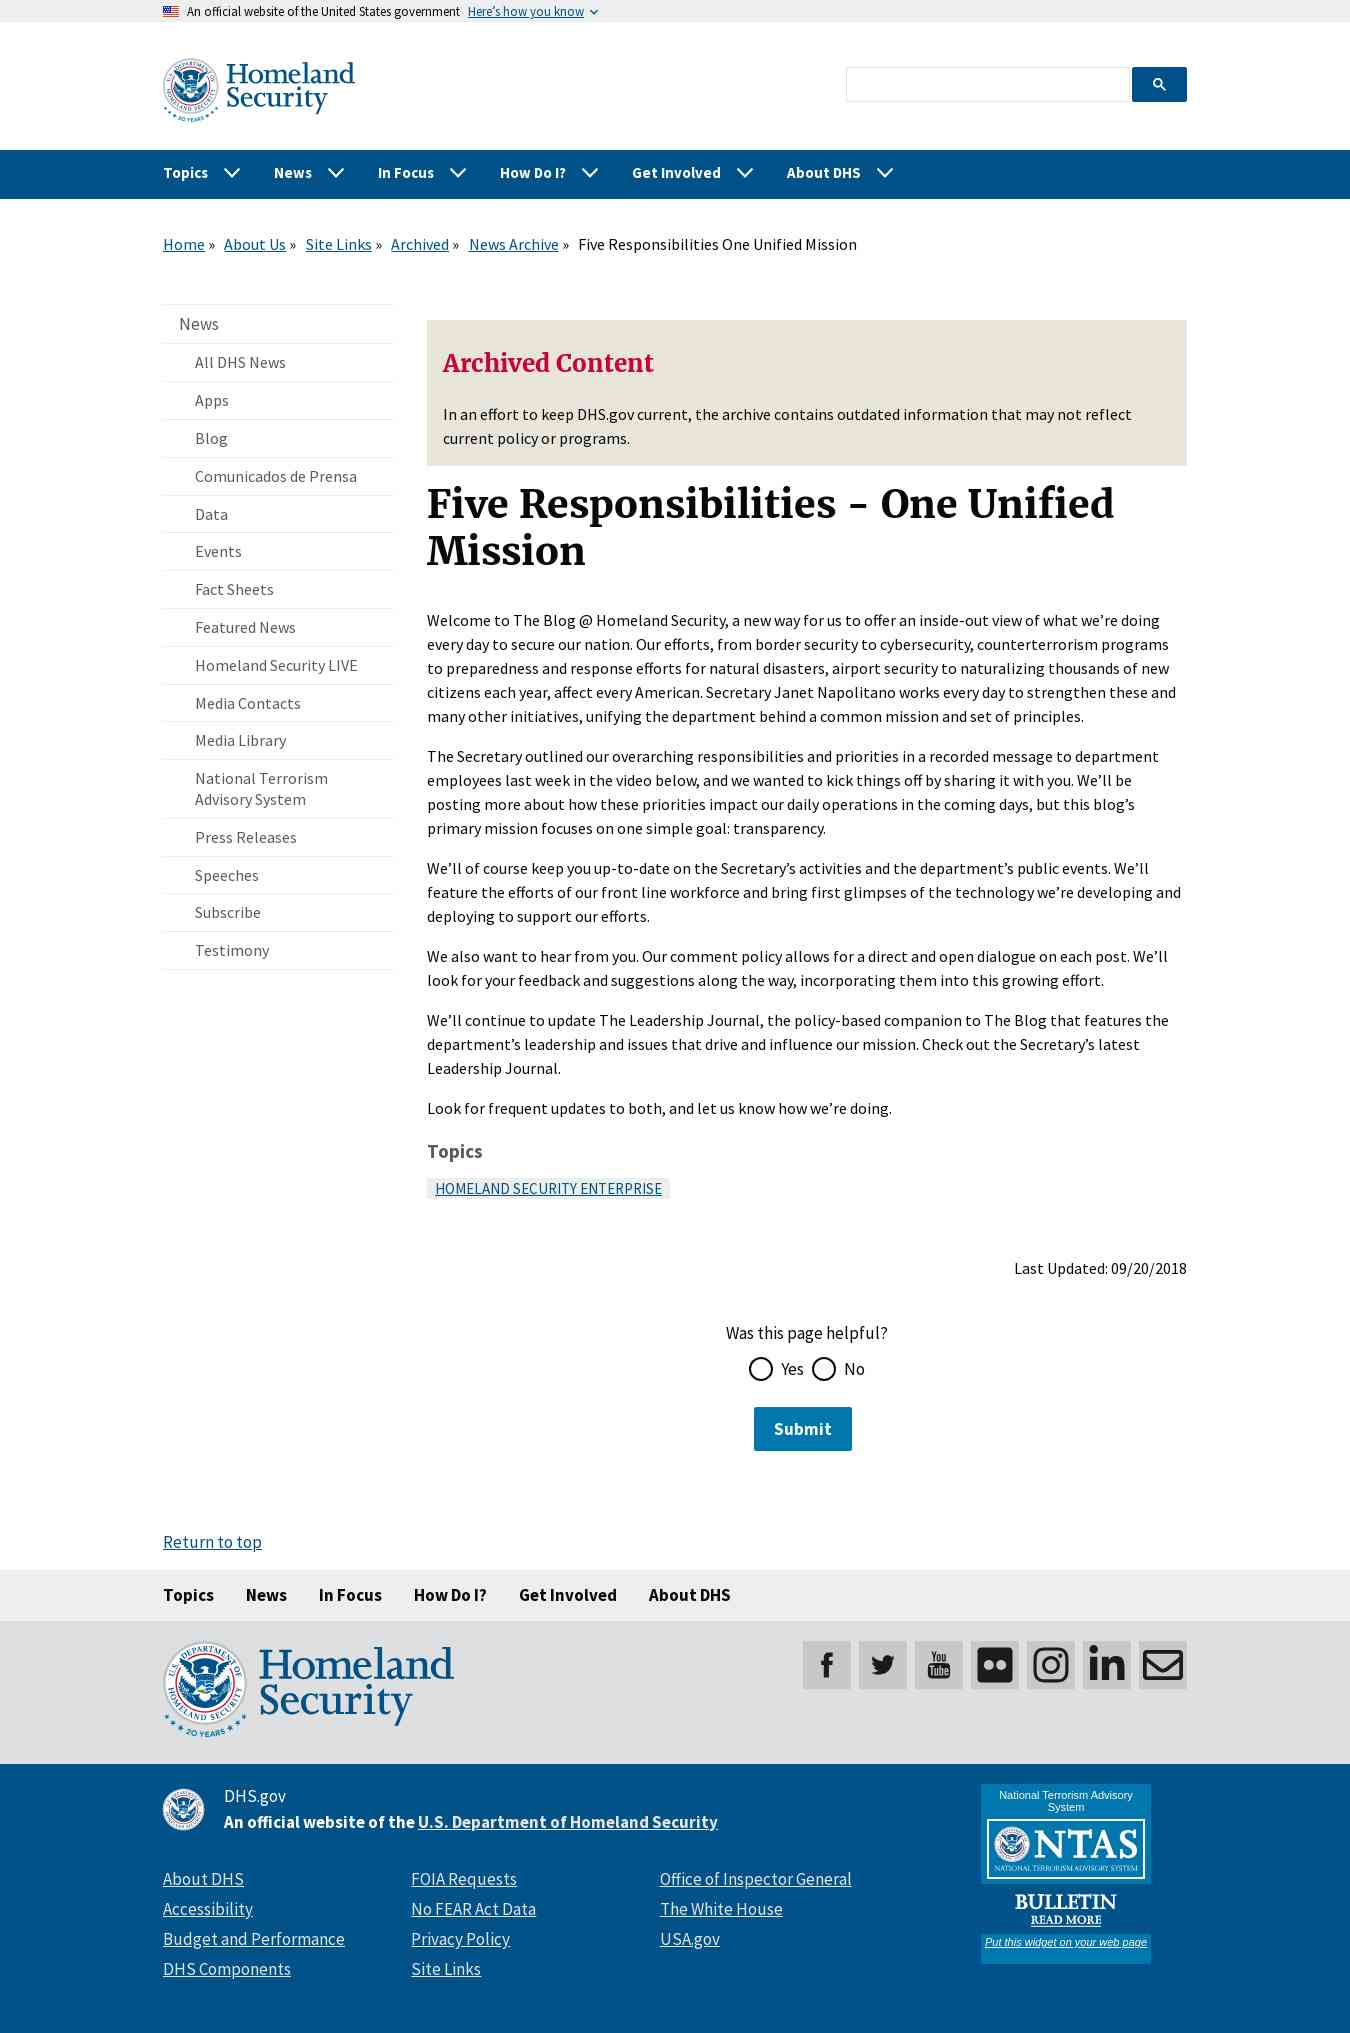 An official website of the United States government Here's how you know
U.S. DEPARTMENT OF HOMELAND SECURITY
20 YEARS
Homeland
Security
Topics News In Focus How Do I? Get Involved About DHS
Home » About Us » Site Links » Archived » News Archive » Five Responsibilities One Unified Mission
News
All DHS News
Apps
Blog
Comunicados de Prensa
Data
Events
Fact Sheets
Featured News
Homeland Security LIVE
Media Contacts
Media Library
National Terrorism
Advisory System
Press Releases
Speeches
Subscribe
Testimony
Archived Content
In an effort to keep DHS.gov current, the archive contains outdated information that may not reflect
current policy or programs.
Five Responsibilities - One Unified
Mission
Welcome to The Blog @ Homeland Security, a new way for us to offer an inside-out view of what we're doing
every day to secure our nation. Our efforts, from border security to cybersecurity, counterterrorism programs
to preparedness and response efforts for natural disasters, airport security to naturalizing thousands of new
citizens each year, affect every American. Secretary Janet Napolitano works every day to strengthen these and
many other initiatives, unifying the department behind a common mission and set of principles.
The Secretary outlined our overarching responsibilities and priorities in a recorded message to department
employees last week in the video below, and we wanted to kick things off by sharing it with you. We'll be
posting more about how these priorities impact our daily operations in the coming days, but this blog's
primary mission focuses on one simple goal: transparency.
We'll of course keep you up-to-date on the Secretary's activities and the department's public events. We'll
feature the efforts of our front line workforce and bring first glimpses of the technology we're developing and
deploying to support our efforts.
We also want to hear from you. Our comment policy allows for a direct and open dialogue on each post. We'll
look for your feedback and suggestions along the way, incorporating them into this growing effort.
We'll continue to update The Leadership Journal, the policy-based companion to The Blog that features the
department's leadership and issues that drive and influence our mission. Check out the Secretary's latest
Leadership Journal.
Look for frequent updates to both, and let us know how we're doing.
Topics
HOMELAND SECURITY ENTERPRISE
Last Updated: 09/20/2018
Was this page helpful?
Yes No
Submit
Return to top
Topics News In Focus How Do I? Get Involved About DHS
U.S. DEPARTMENT OF HOMELAND SECURITY
20 YEARS
Homeland
Security
You
Tube
DHS.gov
An official website of the U.S. Department of Homeland Security
About DHS
Accessibility
Budget and Performance
DHS Components
FOIA Requests
No FEAR Act Data
Privacy Policy
Site Links
Office of Inspector General
The White House
USA.gov
National Terrorism Advisory
System
NTAS
NATIONAL TERRORISM ADVISORY SYSTEM
BULLETIN
READ MORE
Put this widget on your web page